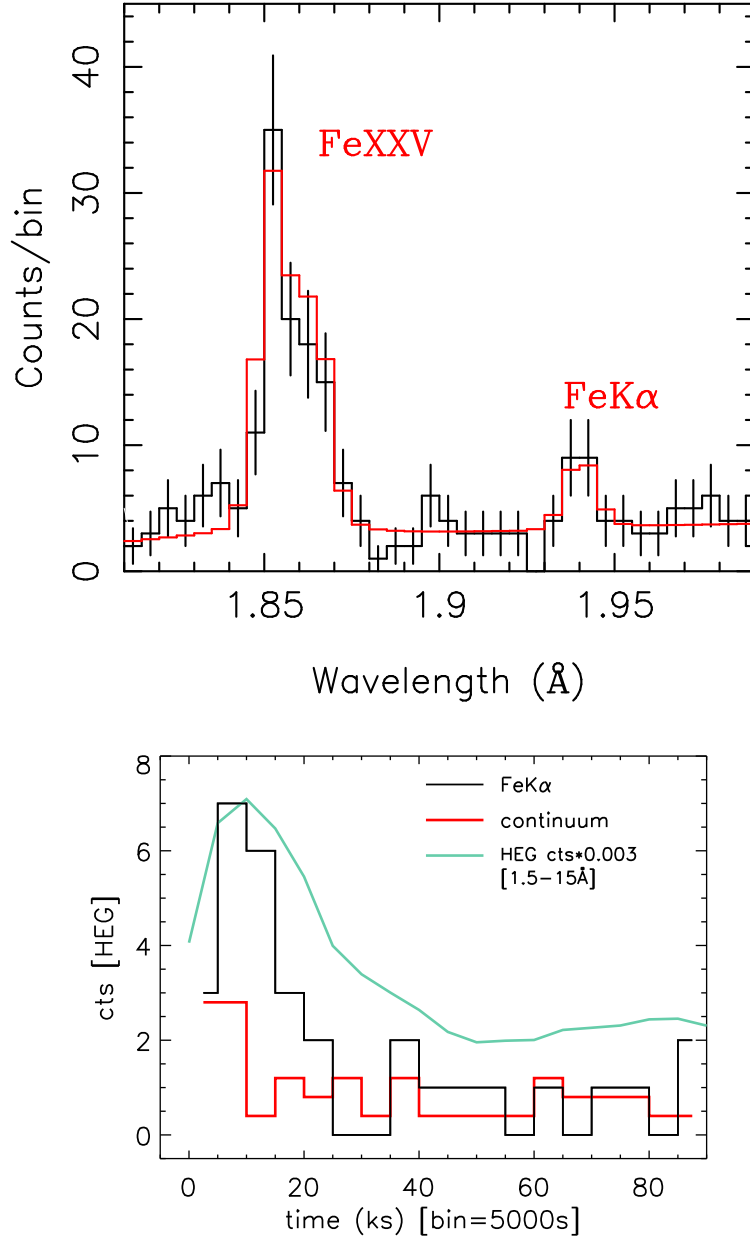 40
30
20
10
0
Counts/bin
FeXXV
FeKα
1.85 1.9 1.95
Wavelength (Å)
8
6
4
2
0
cts [HEG]
FeKα
continuum
HEG cts*0.003
[1.5−15Å]
0 20 40 60 80
time (ks) [bin=5000s]